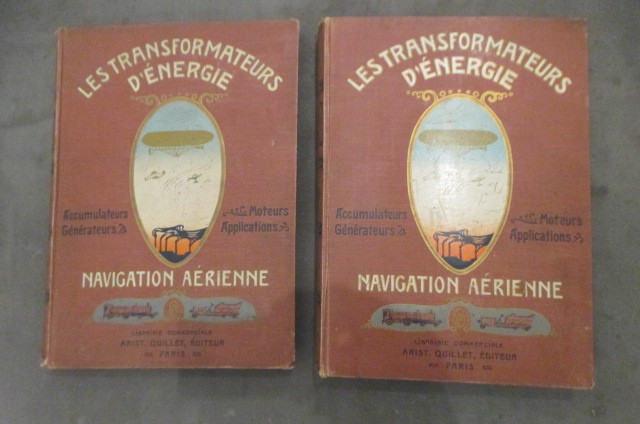 LES TRANSFORMATEURS
D'ÉNERGIE
Accumulateurs
Générateurs
Moteurs
Applications
NAVIGATION AÉRIENNE
LIBRAIRIE COMMERCIALE
ARIST. QUILLET, ÉDITEUR
PARIS
LES TRANSFORMATEURS
D'ÉNERGIE
Accumulateurs
Générateurs
Moteurs
Applications
NAVIGATION AÉRIENNE
LIBRAIRIE COMMERCIALE
ARIST. QUILLET, ÉDITEUR
PARIS